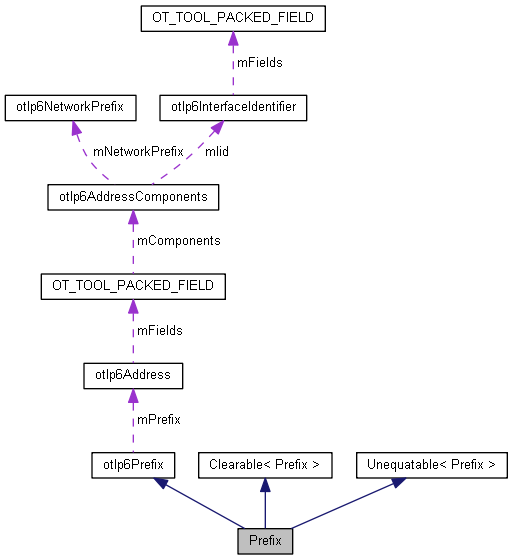 OT_TOOL_PACKED_FIELD
mFields
otIp6NetworkPrefix
otIp6InterfaceIdentifier
mNetworkPrefix
mIid
otIp6AddressComponents
mComponents
OT_TOOL_PACKED_FIELD
mFields
otIp6Address
mPrefix
otIp6Prefix
Clearable< Prefix >
Unequatable< Prefix >
Prefix